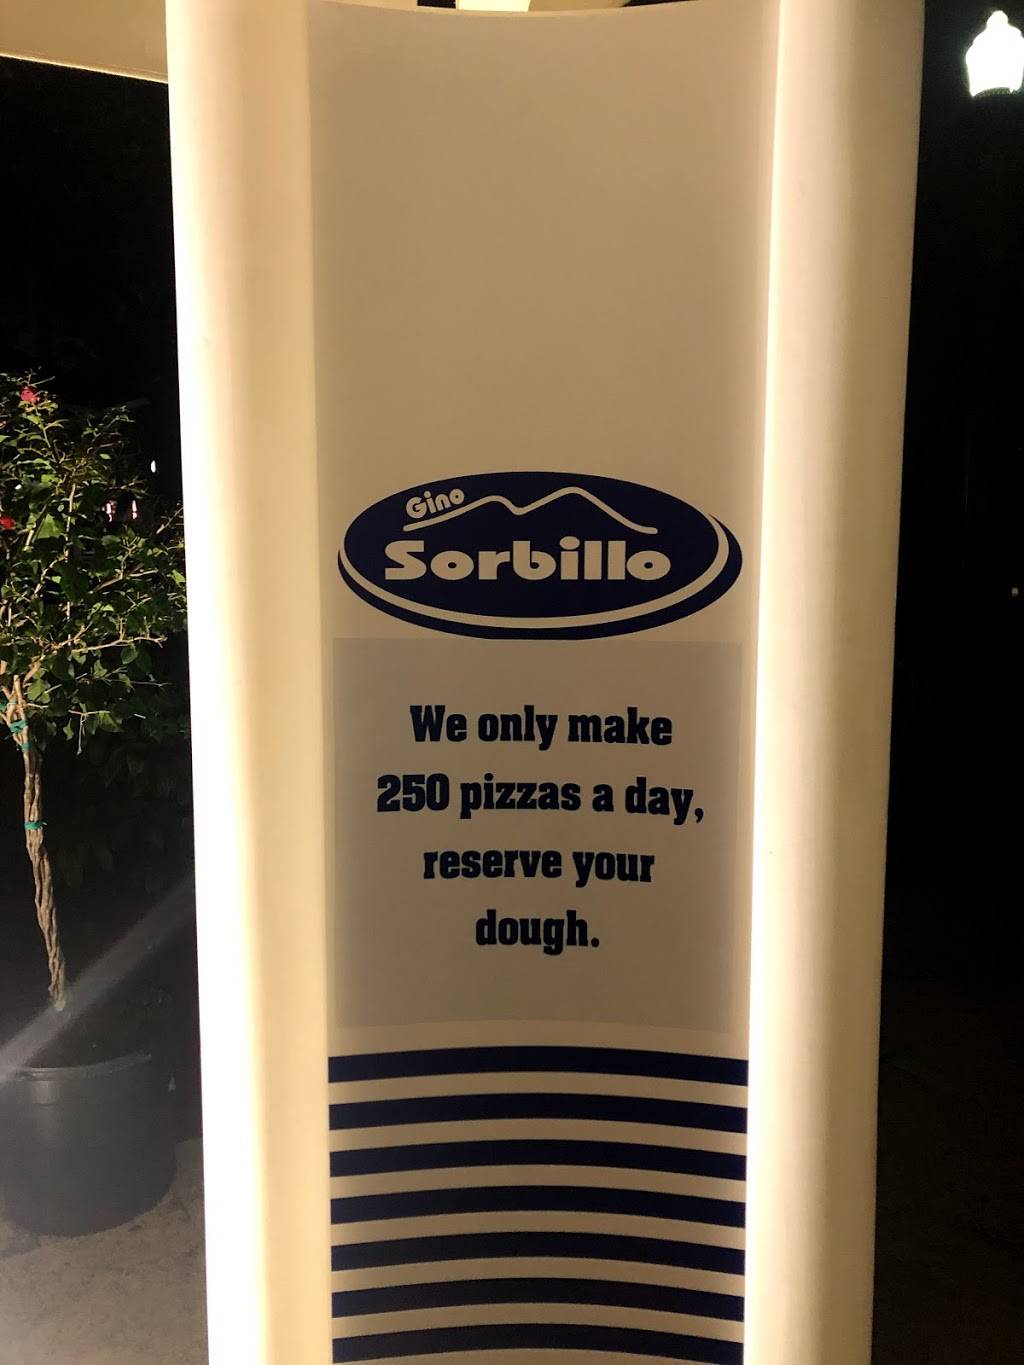 Gino
Sorbillo
We only make
250 pizzas a day,
reserve your
dough.